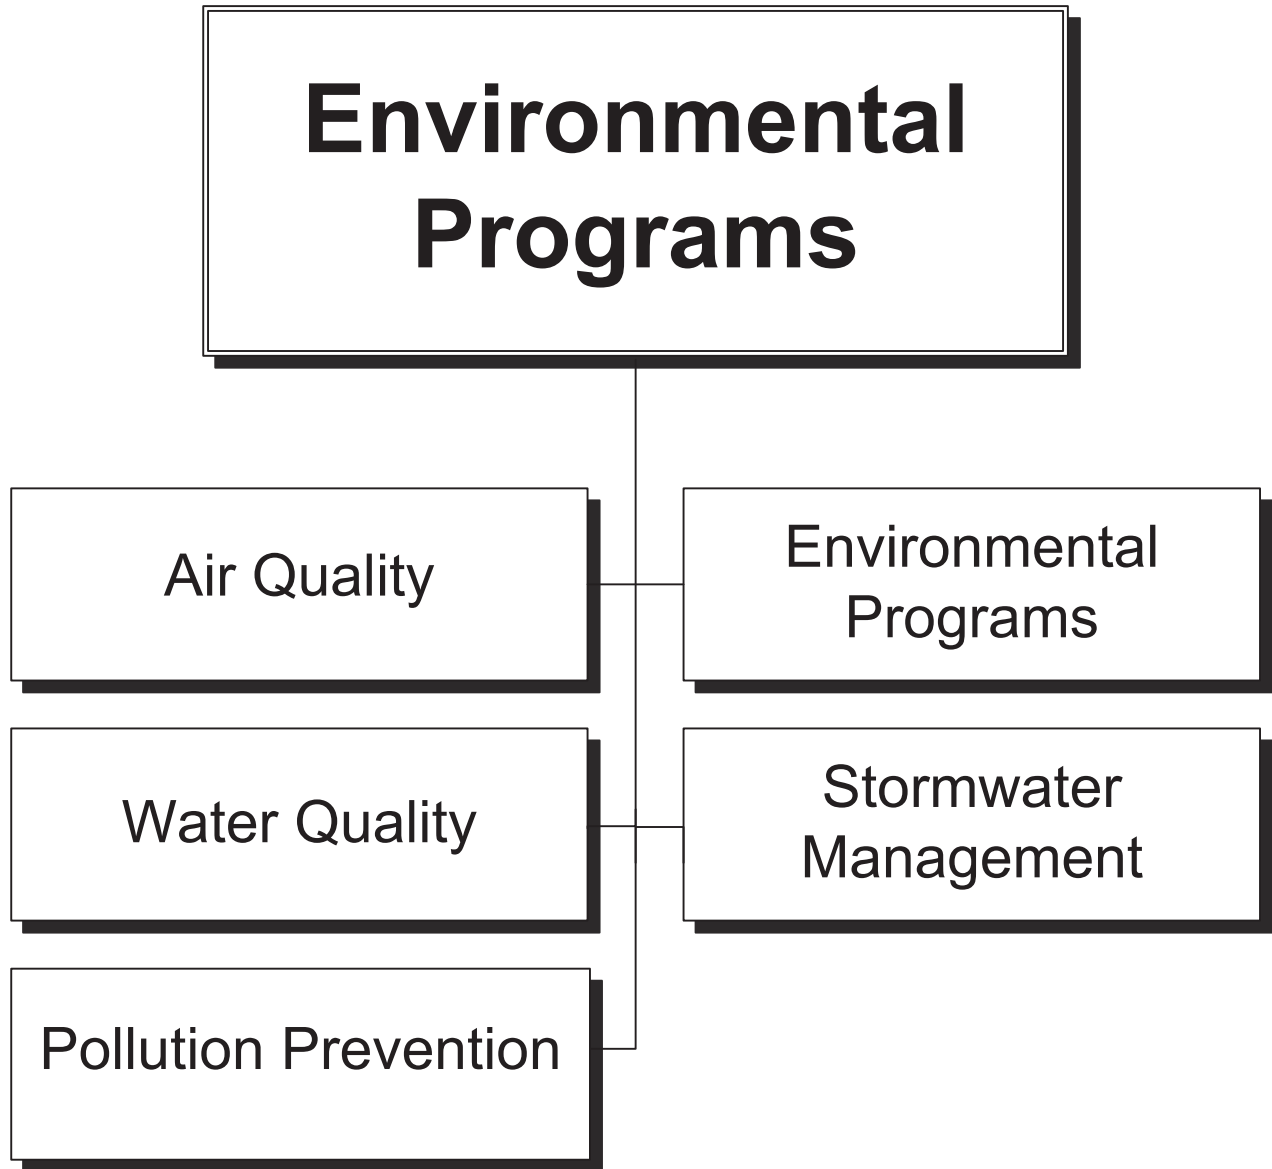 Environmental
Programs
Air Quality
Environmental
Programs
Water Quality
Stormwater
Management
Pollution Prevention